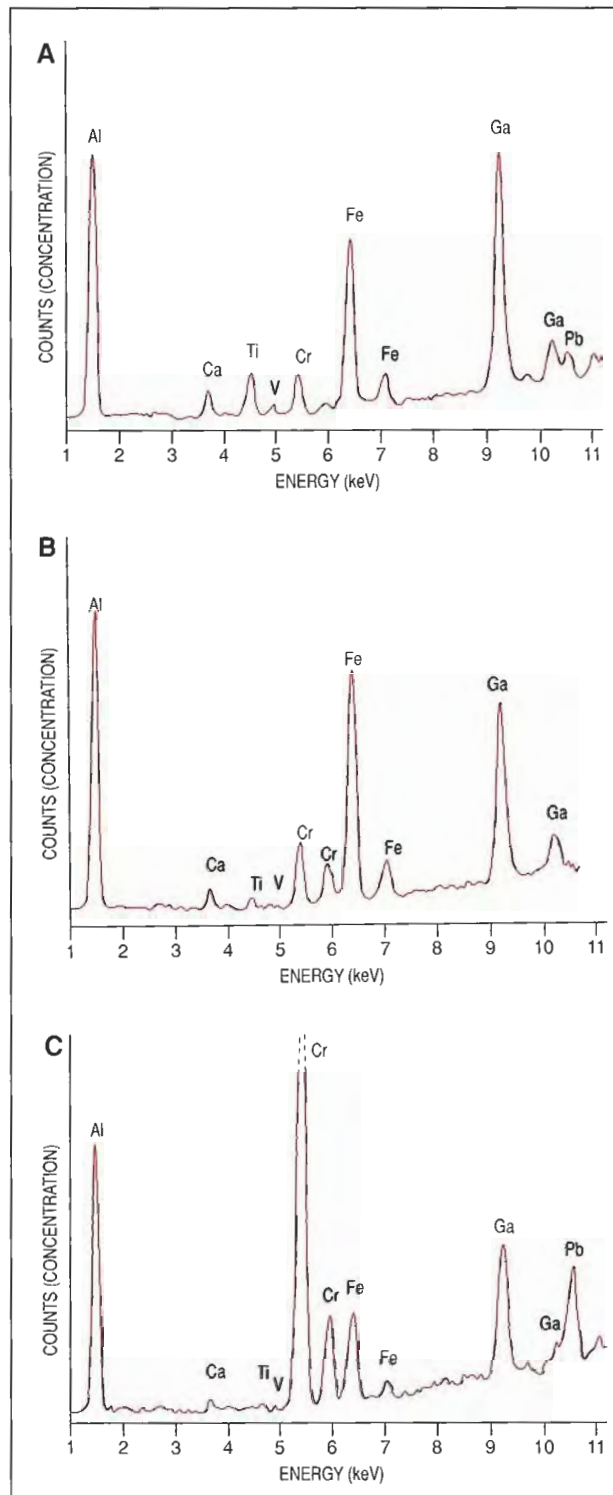 A
COUNTS (CONCENTRATION)
Al
Ca
Ti
V
Cr
Fe
Fe
Ga
Ga
Pb
1 2 3 4 5 6 7 8 9 10 11
ENERGY (keV)
B
COUNTS (CONCENTRATION)
Al
Ca
Ti
V
Cr
Cr
Fe
Fe
Ga
Ga
1 2 3 4 5 6 7 8 9 10 11
ENERGY (keV)
C
COUNTS (CONCENTRATION)
Al
Ca
Ti
V
Cr
Cr
Fe
Fe
Ga
Ga
Pb
1 2 3 4 5 6 7 8 9 10 11
ENERGY (keV)